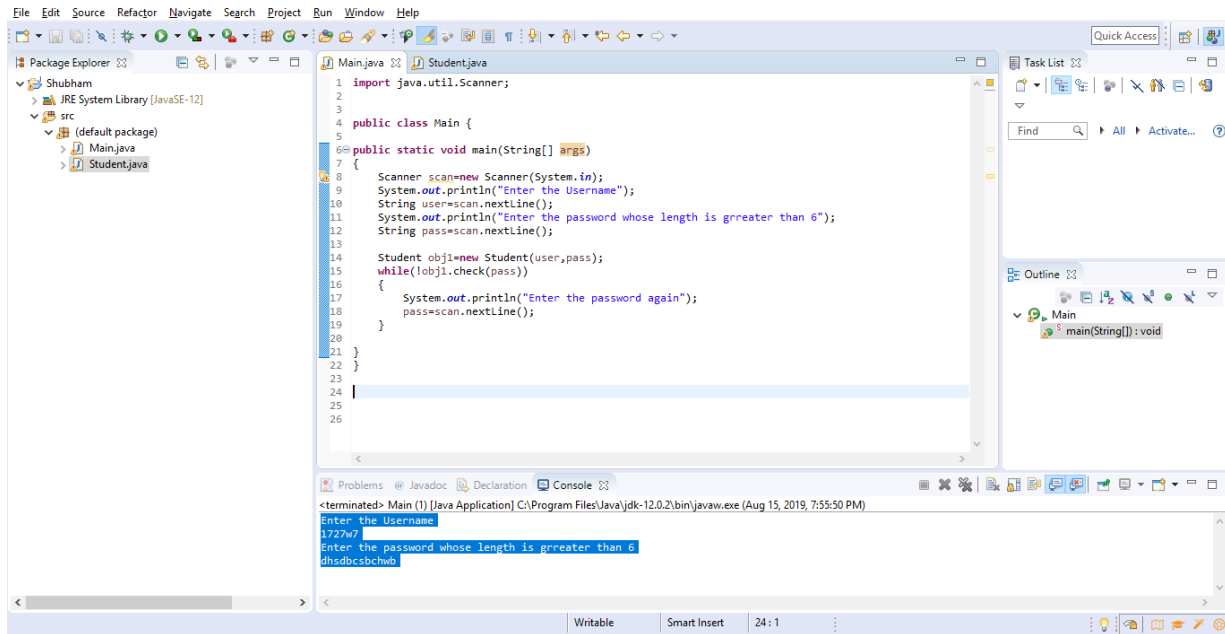 File Edit Source Refactor Navigate Search Project Run Window Help
Quick Access
Package Explorer
Shubham
JRE System Library [JavaSE-12]
src
(default package)
Main.java
Student.java
Main.java Student.java
1 import java.util.Scanner;
2
3
4 public class Main {
5
6 public static void main(String[] args)
7 {
8 Scanner scan=new Scanner(System.in);
9 System.out.println("Enter the Username");
10 String user=scan.nextLine();
11 System.out.println("Enter the password whose length is grreater than 6");
12 String pass=scan.nextLine();
13
14 Student obj1=new Student(user,pass);
15 while(!obj1.check(pass))
16 {
17 System.out.println("Enter the password again");
18 pass=scan.nextLine();
19 }
20
21 }
22 }
23
24
25
26
Task List
Find All Activate...
Outline
Main
main(String[]) : void
Problems @ Javadoc Declaration Console
<terminated> Main (1) [Java Application] C:\Program Files\Java\jdk-12.0.2\bin\javaw.exe (Aug 15, 2019, 7:55:50 PM)
Enter the Username
1727w7
Enter the password whose length is grreater than 6
dhsdbcsbchwb
Writable Smart Insert 24 : 1